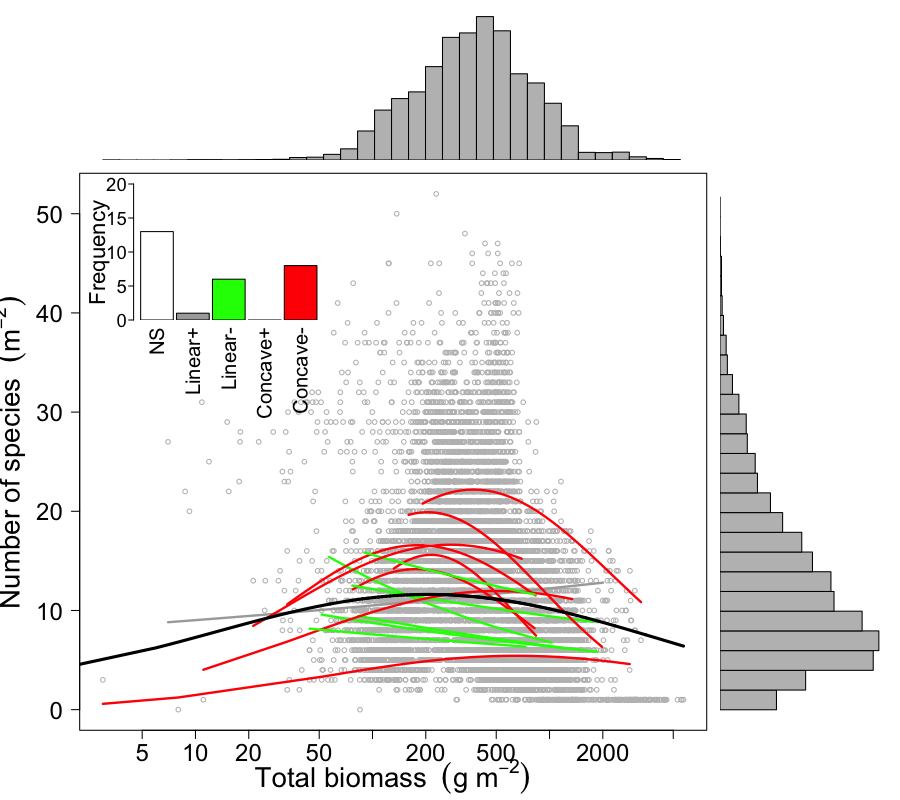 20
15
10
5
0
Frequency
NS
Linear+
Linear-
Concave+
Concave-
50
40
30
20
10
0
Number of species (m−2)
5 10 20 50 200 500 2000
Total biomass (g m−2)